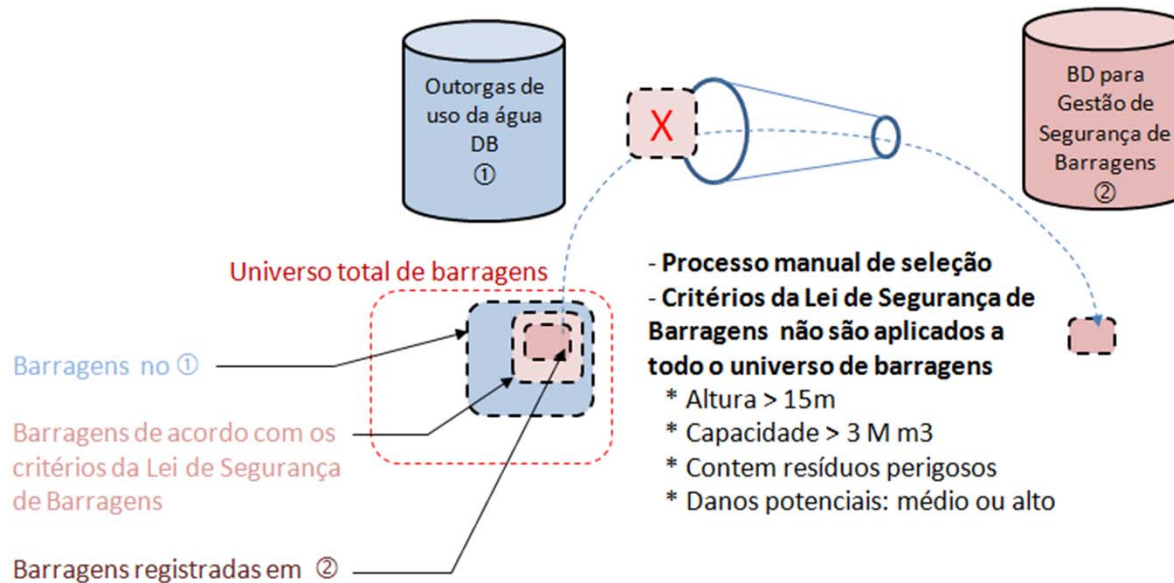 Outorgas de
uso da água
DB
①
X
BD para
Gestão de
Segurança de
Barragens
②
Universo total de barragens
Barragens no ①
Barragens de acordo com os
critérios da Lei de Segurança
de Barragens
Barragens registradas em ②
- Processo manual de seleção
- Critérios da Lei de Segurança de
Barragens não são aplicados a
todo o universo de barragens
* Altura > 15m
* Capacidade > 3 M m3
* Contem resíduos perigosos
* Danos potenciais: médio ou alto